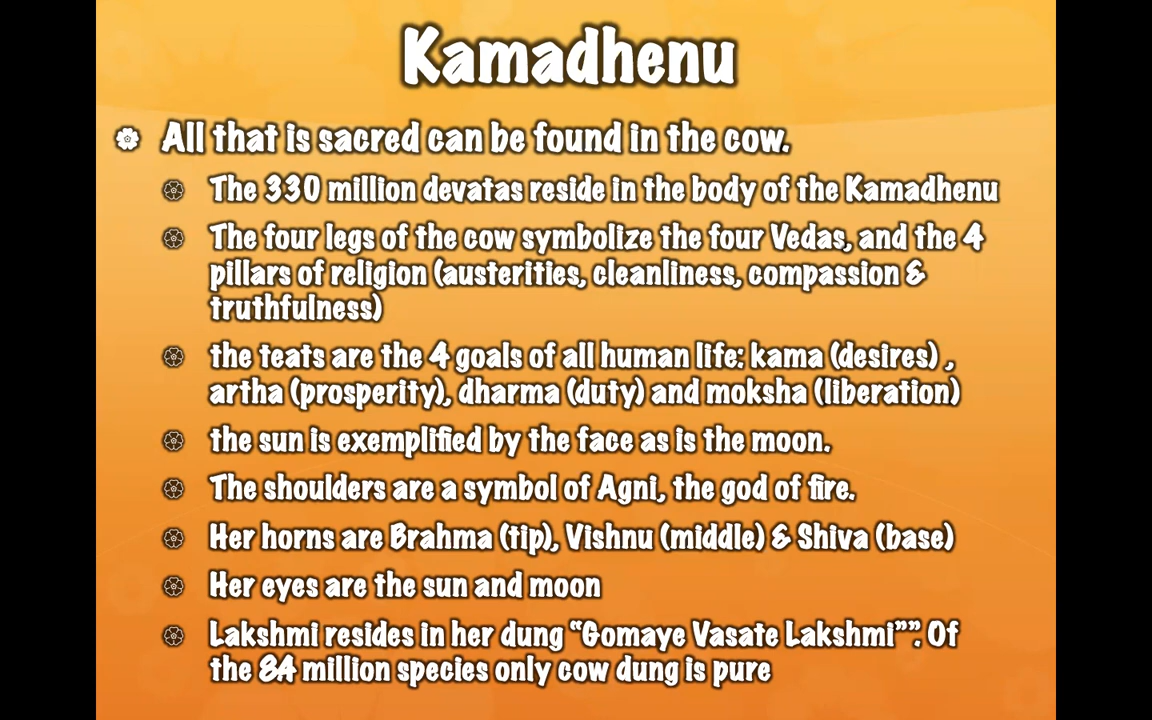 Kamadhenu
All that is sacred can be found in the cow.
The 330 million devatas reside in the body of the Kamadhenu
The four legs of the cow symbolize the four Vedas, and the 4
pillars of religion (austerities, cleanliness, compassion &
truthfulness)
the teats are the 4 goals of all human life: kama (desires) ,
artha (prosperity), dharma (duty) and moksha (liberation)
the sun is exemplified by the face as is the moon.
The shoulders are a symbol of Agni, the god of fire.
Her horns are Brahma (tip), Vishnu (middle) & Shiva (base)
Her eyes are the sun and moon
Lakshmi resides in her dung “Gomaye Vasate Lakshmi””. Of
the 84 million species only cow dung is pure